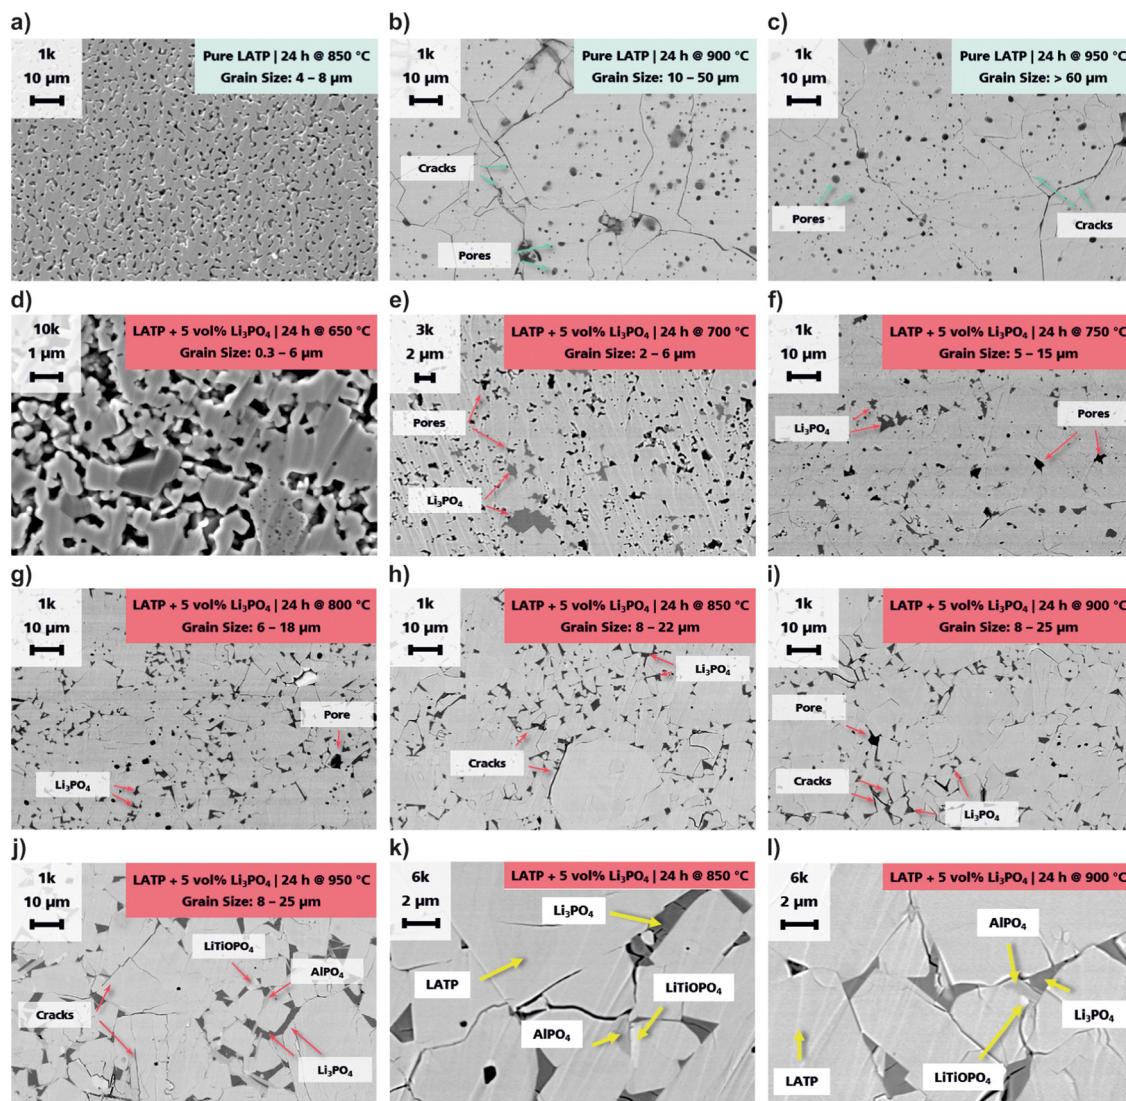 a)
1k
10 µm
Pure LATP | 24 h @ 850 °C
Grain Size: 4 – 8 µm
b)
1k
10 µm
Pure LATP | 24 h @ 900 °C
Grain Size: 10 – 50 µm
Cracks
Pores
c)
1k
10 µm
Pure LATP | 24 h @ 950 °C
Grain Size: > 60 µm
Pores
Cracks
d)
10k
1 µm
LATP + 5 vol% Li₃PO₄ | 24 h @ 650 °C
Grain Size: 0.3 – 6 µm
e)
3k
2 µm
LATP + 5 vol% Li₃PO₄ | 24 h @ 700 °C
Grain Size: 2 – 6 µm
Pores
Li₃PO₄
f)
1k
10 µm
LATP + 5 vol% Li₃PO₄ | 24 h @ 750 °C
Grain Size: 5 – 15 µm
Li₃PO₄
Pores
g)
1k
10 µm
LATP + 5 vol% Li₃PO₄ | 24 h @ 800 °C
Grain Size: 6 – 18 µm
Pore
Li₃PO₄
h)
1k
10 µm
LATP + 5 vol% Li₃PO₄ | 24 h @ 850 °C
Grain Size: 8 – 22 µm
Li₃PO₄
Cracks
i)
1k
10 µm
LATP + 5 vol% Li₃PO₄ | 24 h @ 900 °C
Grain Size: 8 – 25 µm
Pore
Cracks
Li₃PO₄
j)
1k
10 µm
LATP + 5 vol% Li₃PO₄ | 24 h @ 950 °C
Grain Size: 8 – 25 µm
LiTiOPO₄
AlPO₄
Cracks
Li₃PO₄
k)
6k
2 µm
LATP + 5 vol% Li₃PO₄ | 24 h @ 850 °C
Li₃PO₄
LATP
LiTiOPO₄
AlPO₄
l)
6k
2 µm
LATP + 5 vol% Li₃PO₄ | 24 h @ 900 °C
AlPO₄
Li₃PO₄
LATP
LiTiOPO₄